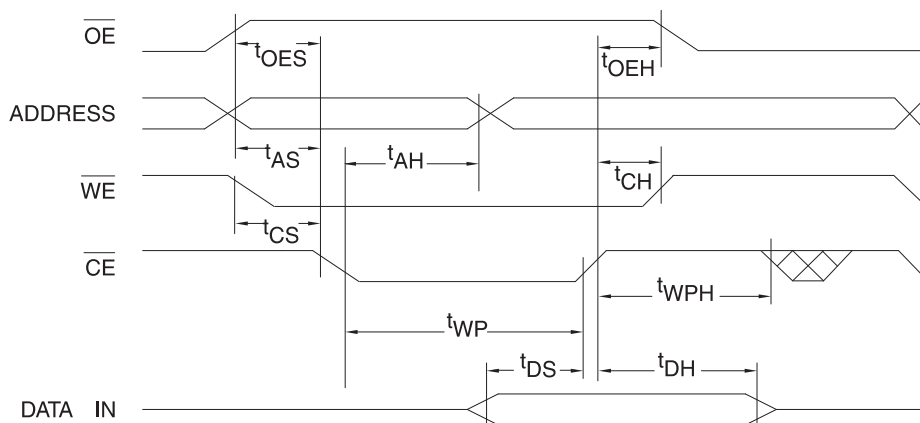 OE
tOES
tOEH
ADDRESS
tAS
tAH
WE
tCH
tCS
CE
tWPH
tWP
tDS
tDH
DATA IN